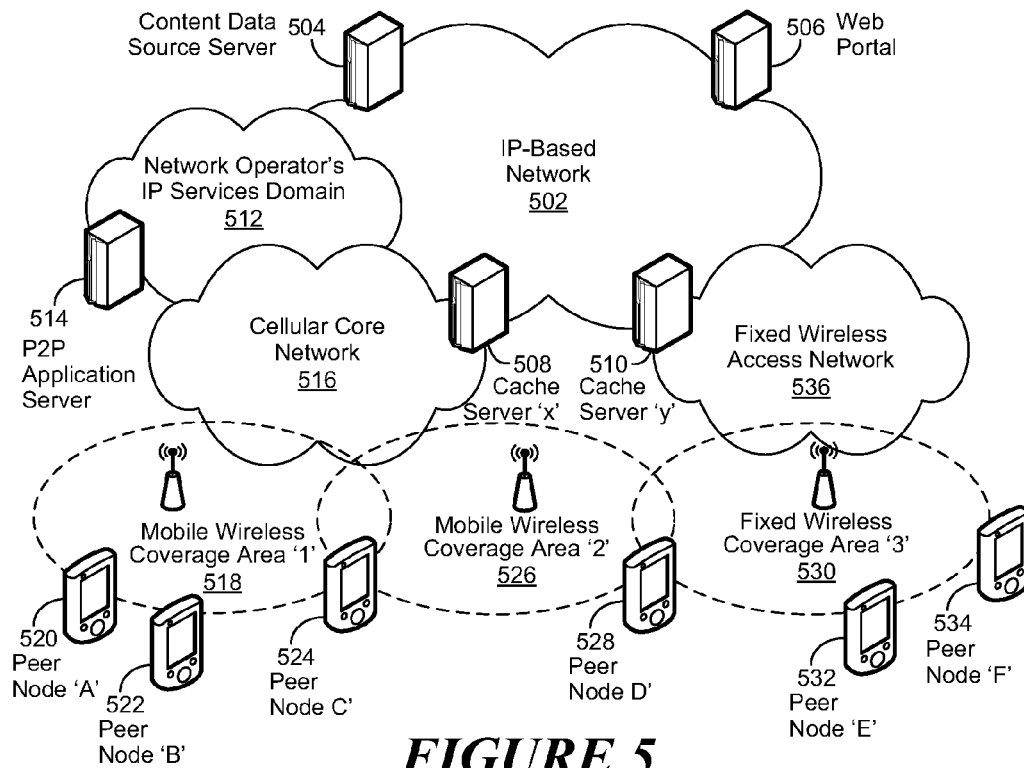 Content Data
Source Server
504
506
Web
Portal
IP-Based
Network
502
Network Operator's
IP Services Domain
512
514
P2P
Application
Server
Cellular Core
Network
516
508
Cache
Server ‘x’
510
Cache
Server ‘y’
Fixed Wireless
Access Network
536
Mobile Wireless
Coverage Area ‘1’
518
Mobile Wireless
Coverage Area ‘2’
526
Fixed Wireless
Coverage Area ‘3’
530
520
Peer
Node ‘A’
522
Peer
Node ‘B’
524
Peer
Node C’
528
Peer
Node D’
532
Peer
Node ‘E’
534
Peer
Node ‘F’
FIGURE 5